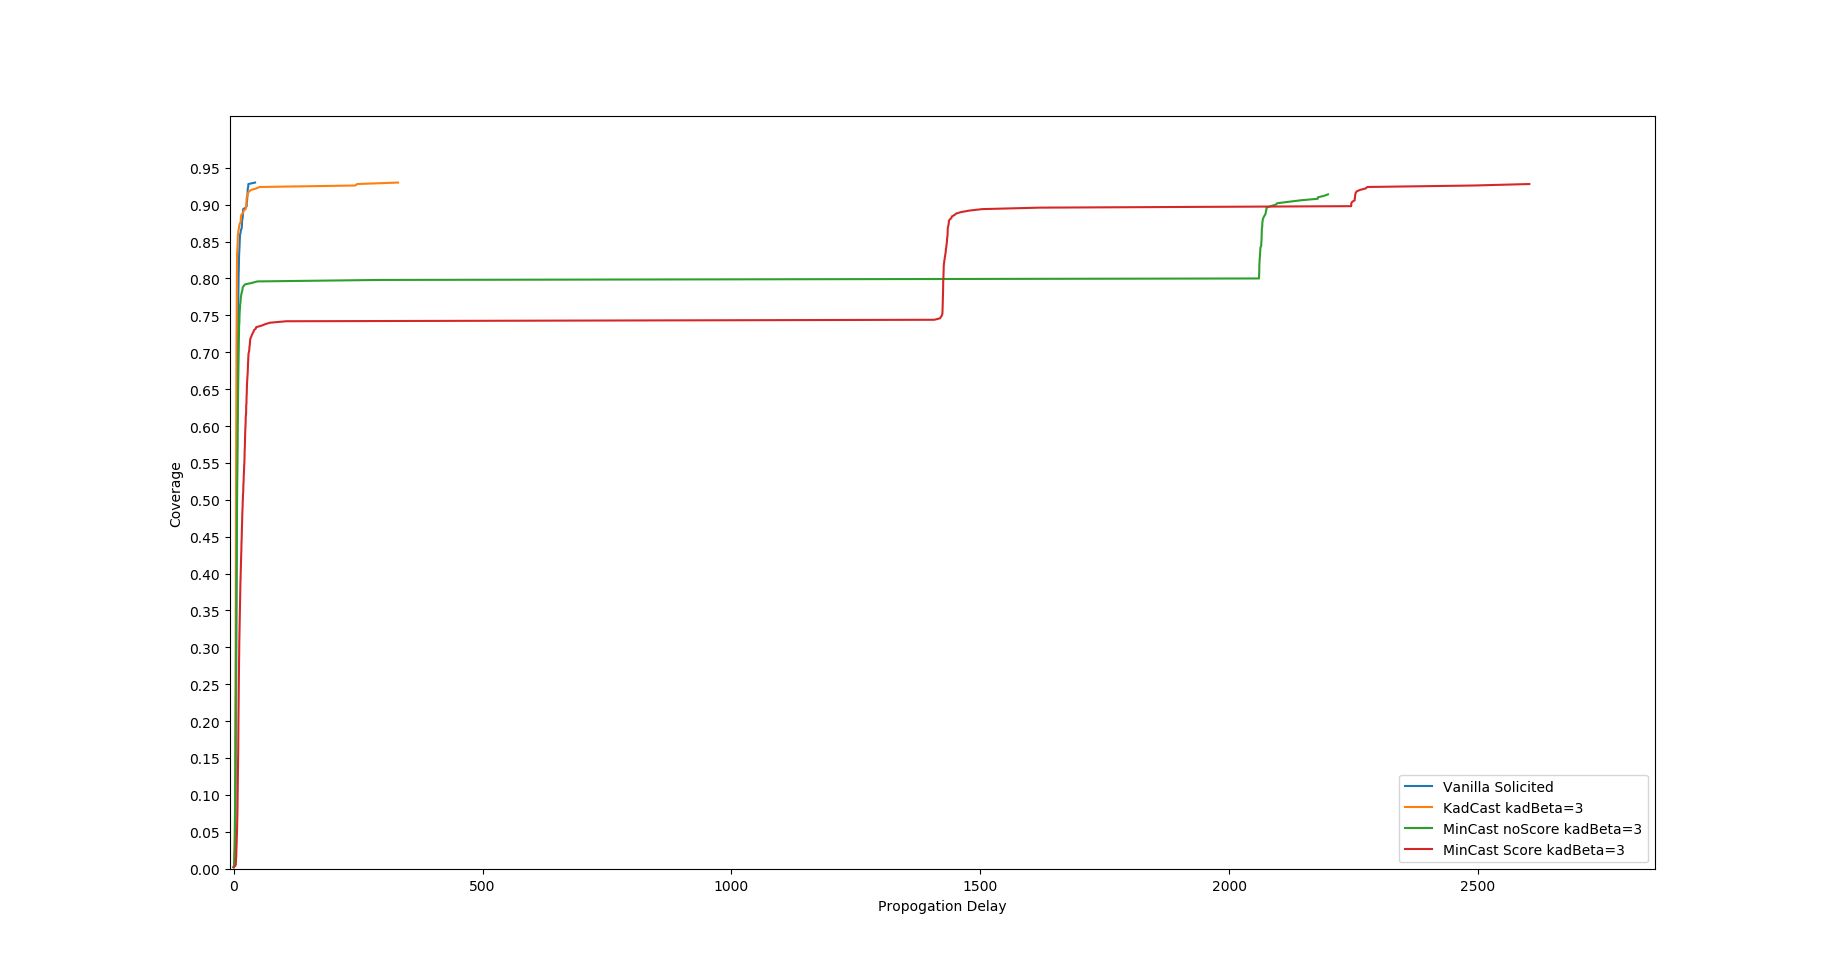 0.95
0.90
0.85
0.80
0.75
0.70
0.65
0.60
0.55
0.50
0.45
0.40
0.35
0.30
0.25
0.20
0.15
0.10
0.05
0.00
Coverage
0 500 1000 1500 2000 2500
Propogation Delay
Vanilla Solicited
KadCast kadBeta=3
MinCast noScore kadBeta=3
MinCast Score kadBeta=3